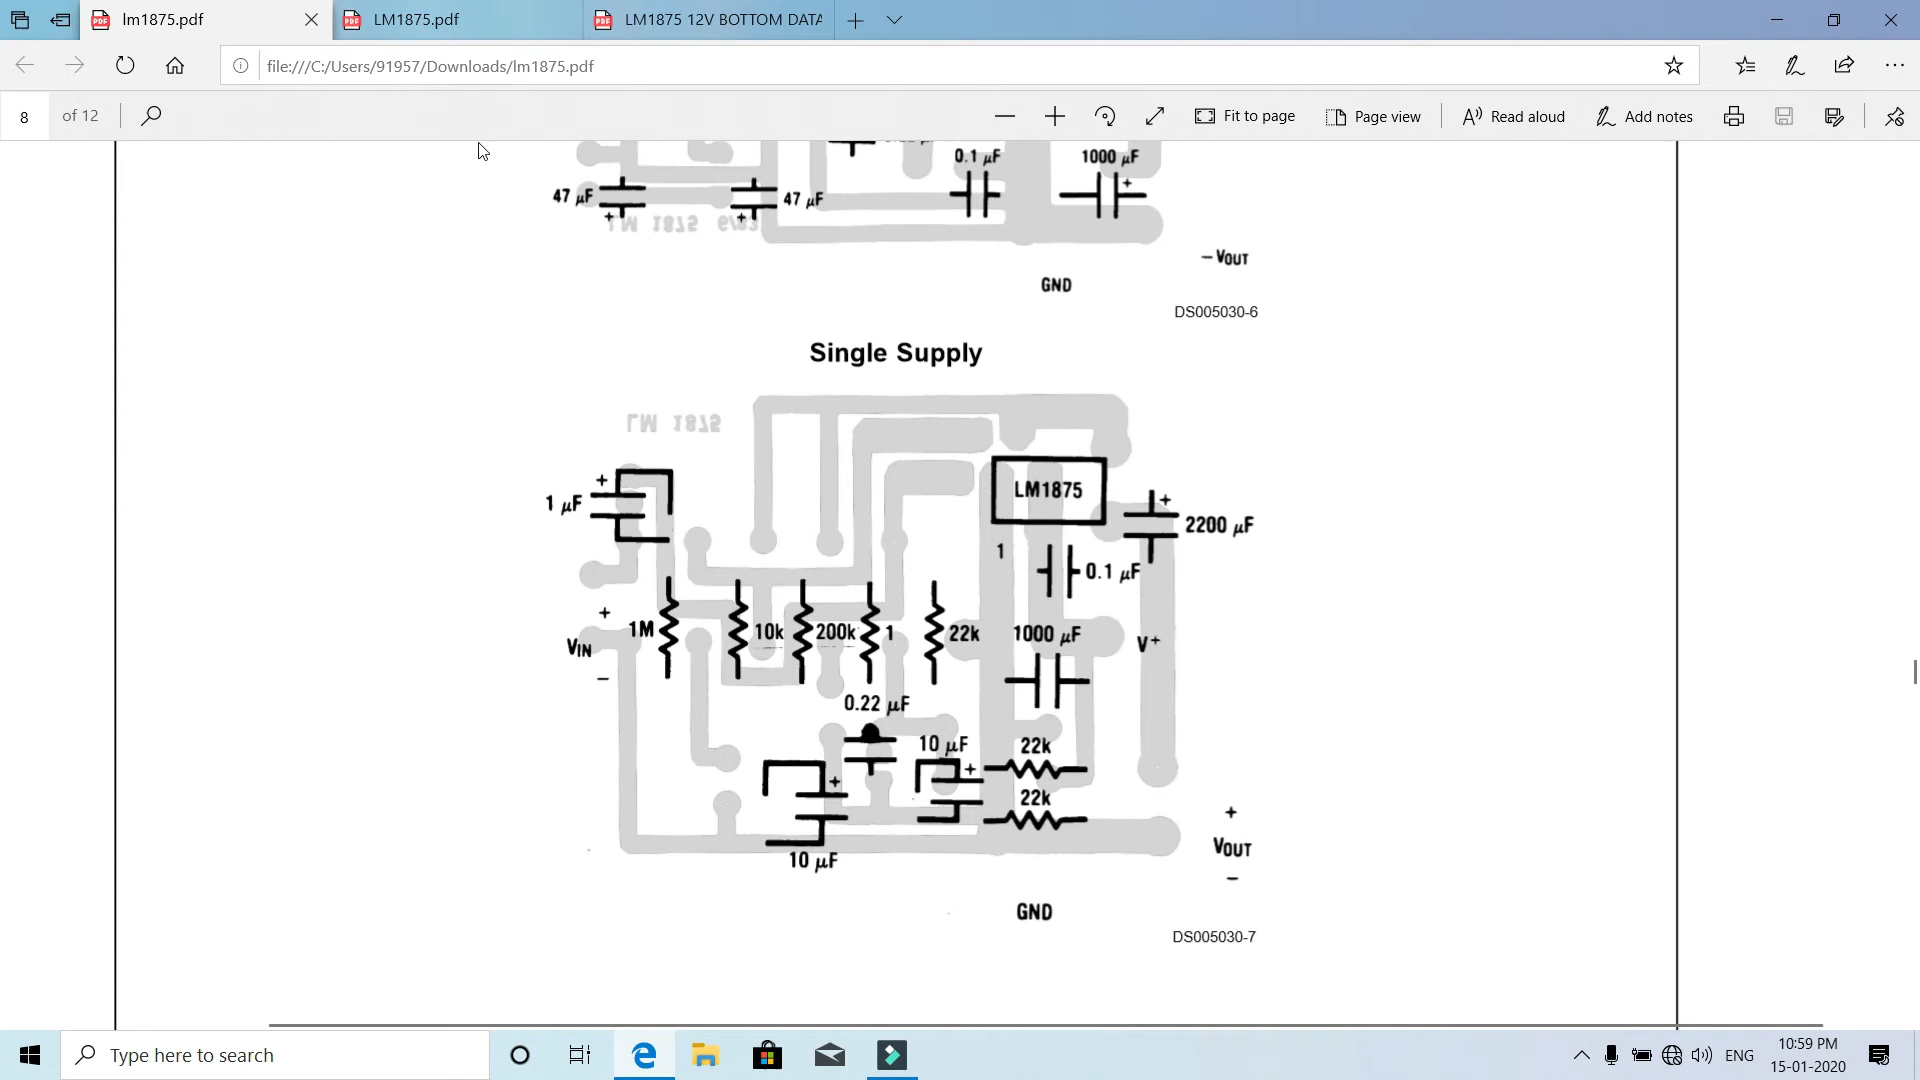 lm1875.pdf
LM1875.pdf
LM1875 12V BOTTOM DATA
file:///C:/Users/91957/Downloads/lm1875.pdf
8 of 12
Fit to page
Page view
Read aloud
Add notes
0.1 μF
1000 μF
+
47 μF
+
47 μF
+
LM 1875
− VOUT
GND
DS005030-6
Single Supply
LM 1875
+
1 μF
LM1875
+
2200 μF
1
0.1 μF
+
VIN
−
1M
10k
200k
1
22k
1000 μF
V+
0.22 μF
10 μF
+
22k
+
22k
10 μF
+
VOUT
−
GND
DS005030-7
Type here to search
ENG
10:59 PM
15-01-2020